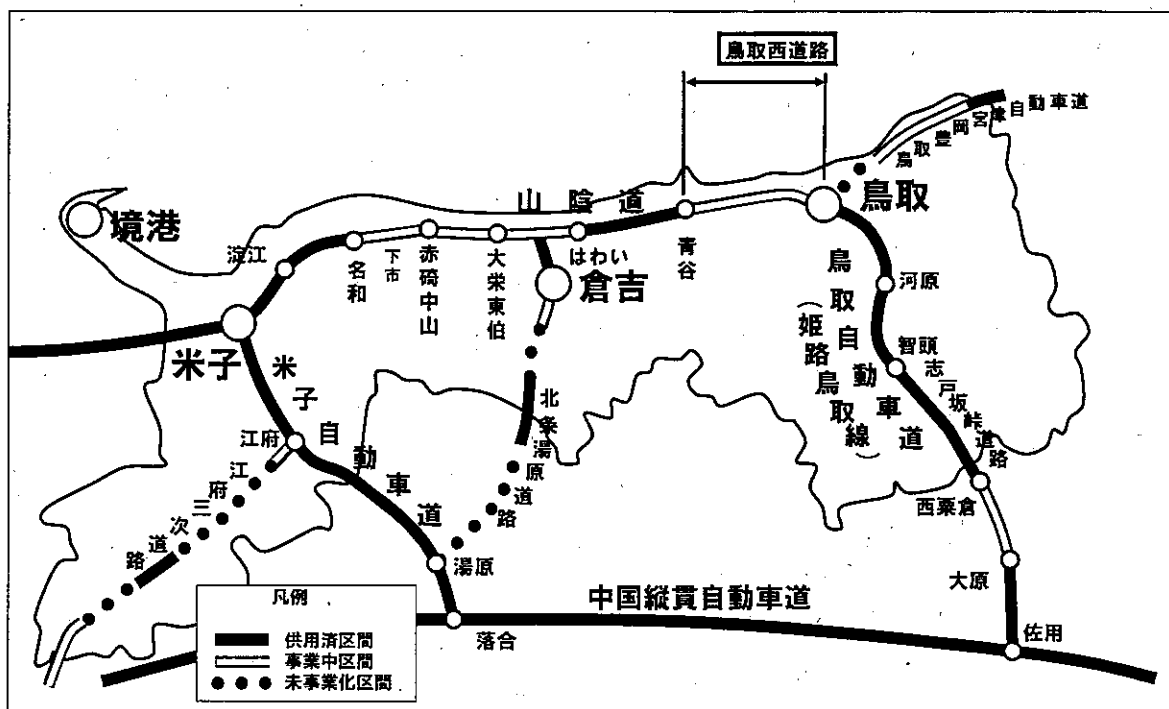 鳥取西道路
鳥取豊岡宮津自動車道
山陰道
鳥取
境港
淀江
名和
下市
赤碕中山
大栄東伯
はわい
倉吉
青谷
河原
鳥取自動車道
(姫路鳥取線)
智頭
志戸坂峠道路
米子
米子自動車道
北条湯原道路
江府
江府三次道路
西粟倉
湯原
大原
中国縦貫自動車道
落合
佐用
凡例
供用済区間
事業中区間
未事業化区間